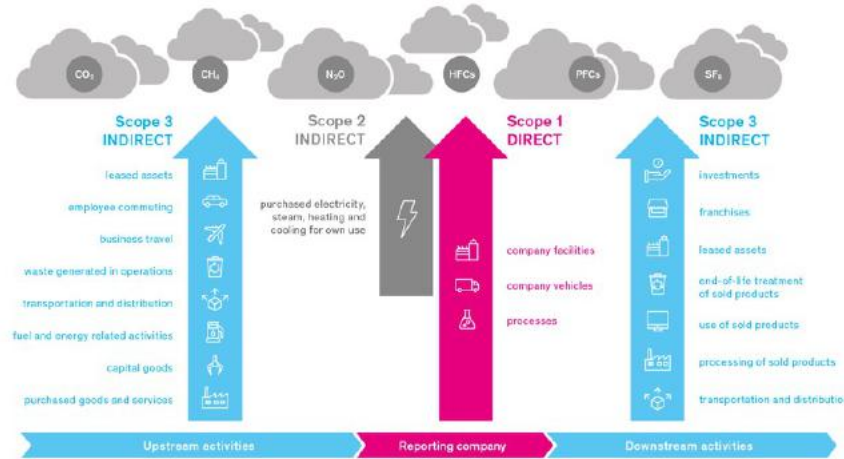 CO₂
CH₄
N₂O
HFCs
PFCs
SF₆
Scope 3
INDIRECT
leased assets
employee commuting
business travel
waste generated in operations
transportation and distribution
fuel and energy related activities
capital goods
purchased goods and services
Scope 2
INDIRECT
purchased electricity,
steam, heating and
cooling for own use
Scope 1
DIRECT
company facilities
company vehicles
processes
Scope 3
INDIRECT
investments
franchises
leased assets
end-of-life treatment
of sold products
use of sold products
processing of sold products
transportation and distributio
Upstream activities
Reporting company
Downstream activities